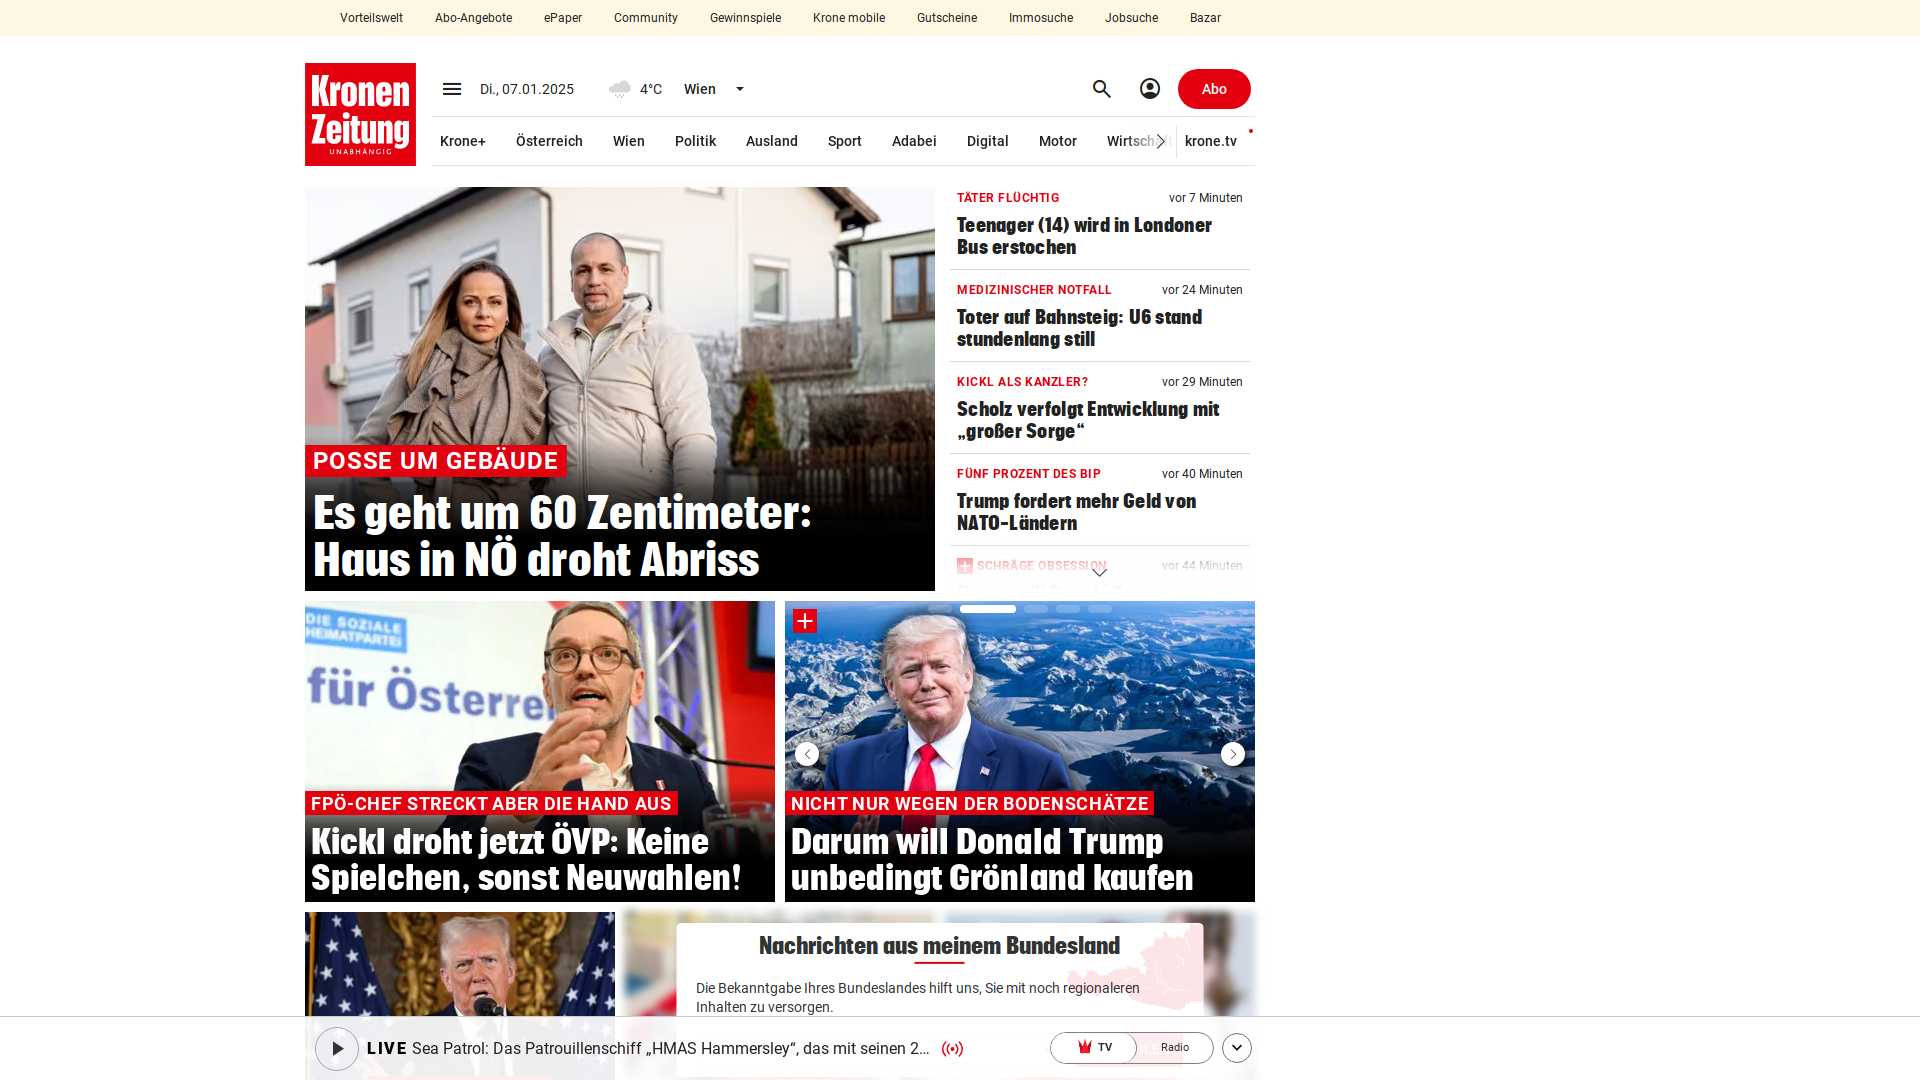 Vorteilswelt Abo-Angebote ePaper Community Gewinnspiele Krone mobile Gutscheine Immosuche Jobsuche Bazar
Kronen
Zeitung
UNABHÄNGIG
Di., 07.01.2025 4°C Wien Abo
Krone+ Österreich Wien Politik Ausland Sport Adabei Digital Motor krone.tv
POSSE UM GEBÄUDE
Es geht um 60 Zentimeter:
Haus in NÖ droht Abriss
TÄTER FLÜCHTIG vor 7 Minuten
Teenager (14) wird in Londoner
Bus erstochen
MEDIZINISCHER NOTFALL vor 24 Minuten
Toter auf Bahnsteig: U6 stand
stundenlang still
KICKL ALS KANZLER? vor 29 Minuten
Scholz verfolgt Entwicklung mit
„großer Sorge“
FÜNF PROZENT DES BIP vor 40 Minuten
Trump fordert mehr Geld von
NATO-Ländern
SCHRÄGE OBSESSION vor 44 Minuten
DIE SOZIALE
HEIMATPARTEI
für Österre
FPÖ-CHEF STRECKT ABER DIE HAND AUS
Kickl droht jetzt ÖVP: Keine
Spielchen, sonst Neuwahlen!
NICHT NUR WEGEN DER BODENSCHÄTZE
Darum will Donald Trump
unbedingt Grönland kaufen
Nachrichten aus meinem Bundesland
Die Bekanntgabe Ihres Bundeslandes hilft uns, Sie mit noch regionaleren
Inhalten zu versorgen.
LIVE Sea Patrol: Das Patrouillenschiff „HMAS Hammersley“, das mit seinen 2... TV Radio